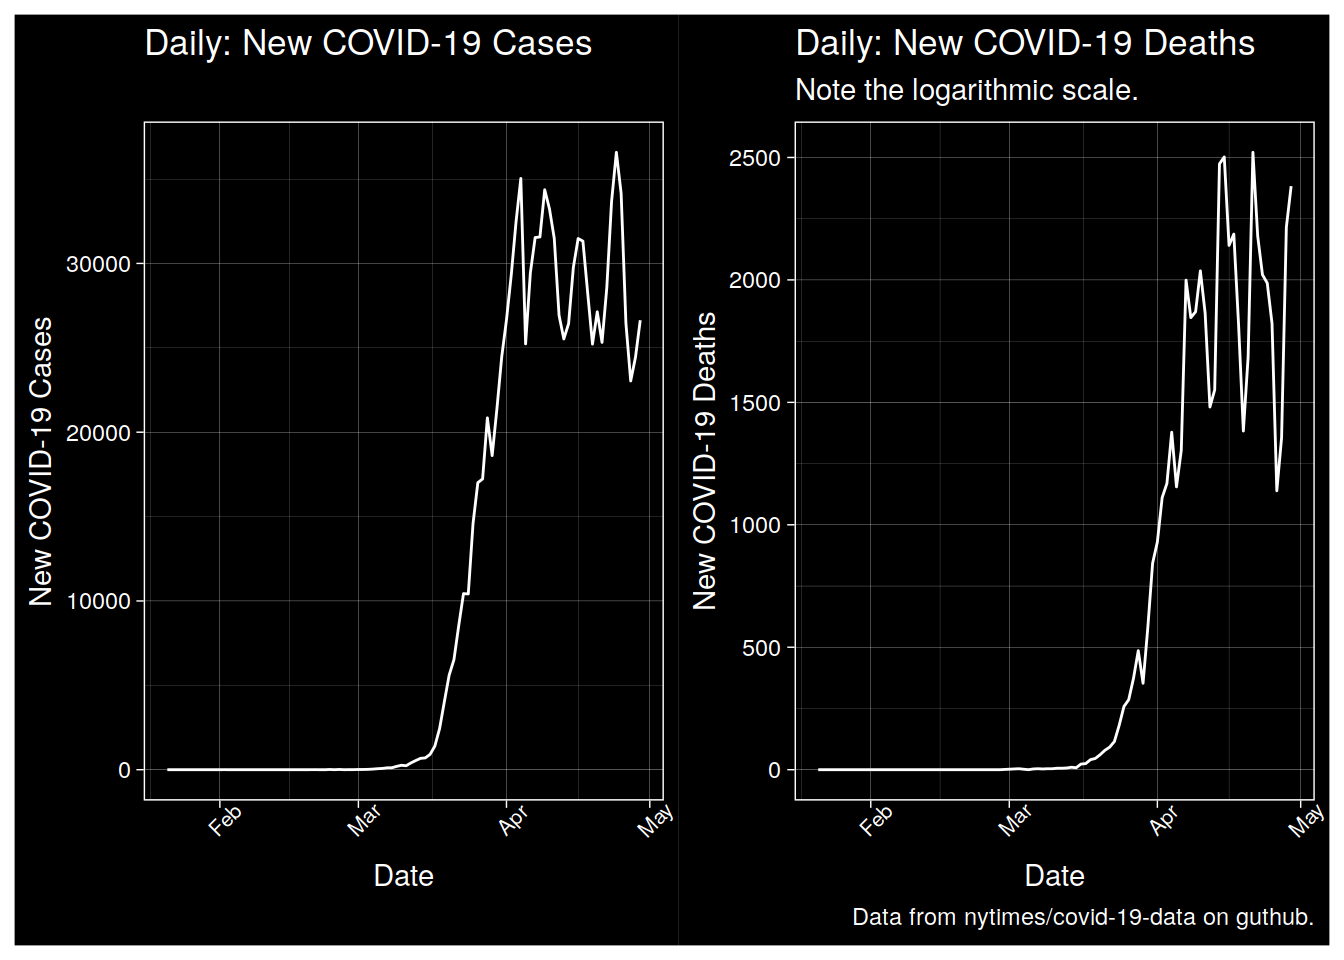 Daily: New COVID-19 Cases
New COVID-19 Cases
30000
20000
10000
0
Feb
Mar
Apr
May
Date
Daily: New COVID-19 Deaths
Note the logarithmic scale.
New COVID-19 Deaths
2500
2000
1500
1000
500
0
Feb
Mar
Apr
May
Date
Data from nytimes/covid-19-data on guthub.